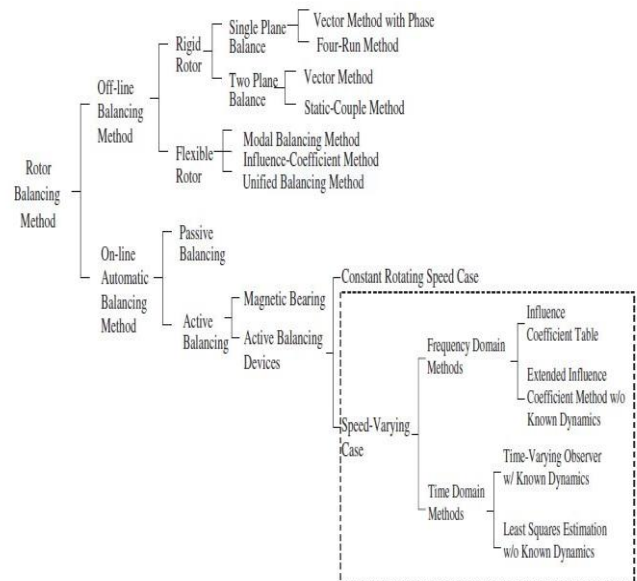 Rotor
Balancing
Method
Off-line
Balancing
Method
Rigid
Rotor
Single Plane
Balance
Vector Method with Phase
Four-Run Method
Two Plane
Balance
Vector Method
Static-Couple Method
Flexible
Rotor
Modal Balancing Method
Influence-Coefficient Method
Unified Balancing Method
On-line
Automatic
Balancing
Method
Passive
Balancing
Active
Balancing
Magnetic Bearing
Active Balancing
Devices
Constant Rotating Speed Case
Speed-Varying
Case
Frequency Domain
Methods
Influence
Coefficient Table
Extended Influence
Coefficient Method w/o
Known Dynamics
Time Domain
Methods
Time-Varying Observer
w/ Known Dynamics
Least Squares Estimation
w/o Known Dynamics